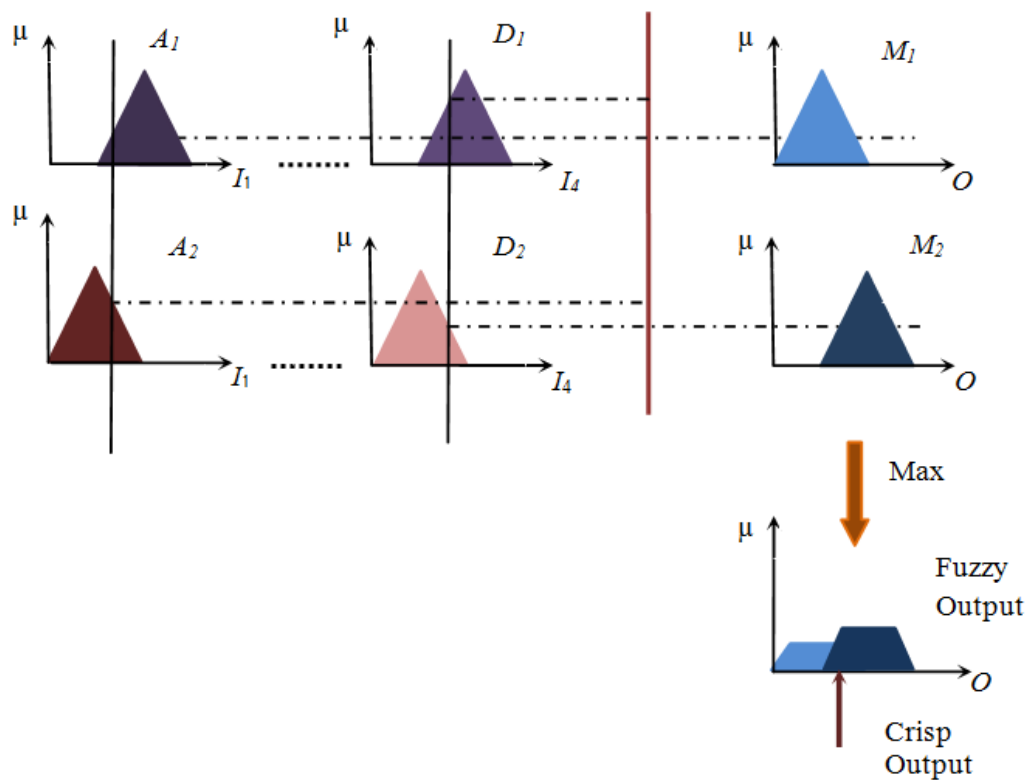 μ A₁ μ D₁ μ M₁
I₁ I₄ O
μ A₂ μ D₂ μ M₂
I₁ I₄ O
Max
μ
Fuzzy
Output
O
Crisp
Output